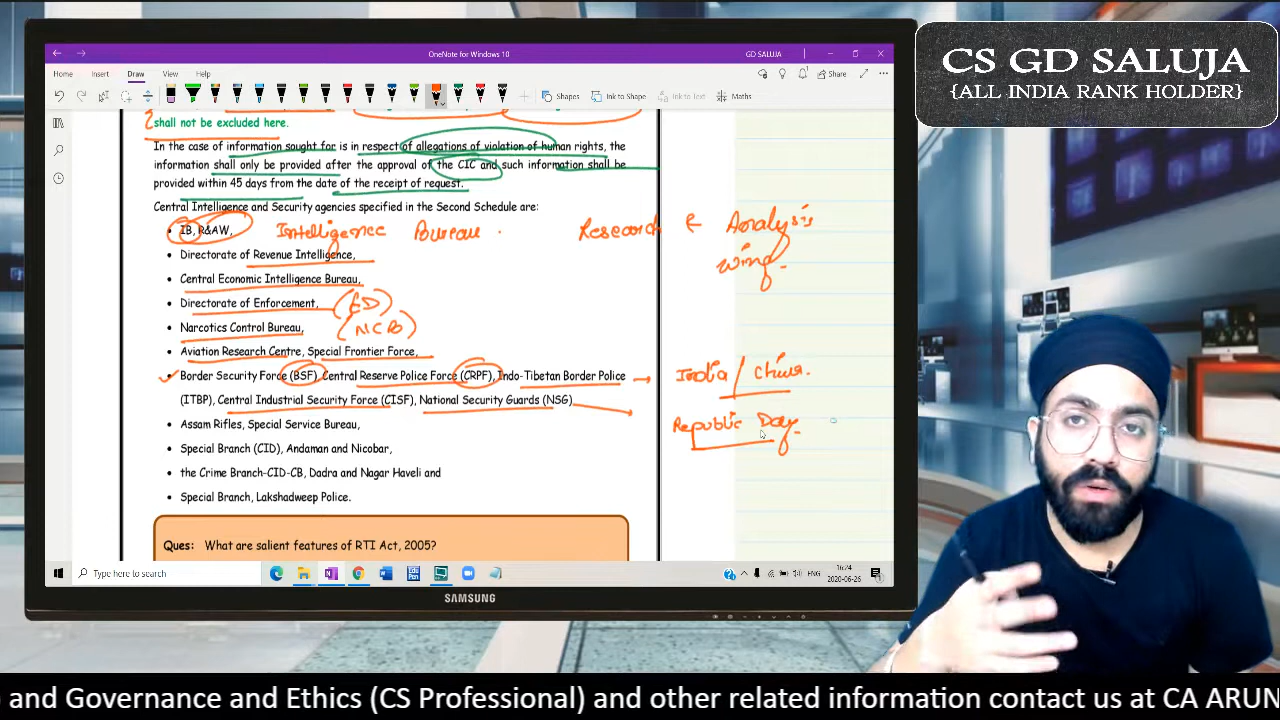 OneNote for Windows 10
GD SALUJA
Home Insert Draw View Help
Share
Shapes
Ink to Shape
Ink to Text
Maths
shall not be excluded here.
In the case of information sought for is in respect of allegations of violation of human rights, the
information shall only be provided after the approval of the CIC and such information shall be
provided within 45 days from the date of the receipt of request.
Central Intelligence and Security agencies specified in the Second Schedule are:
• IB, R&AW, Intelligence Bureau. Research & Analysis
wing.
• Directorate of Revenue Intelligence,
• Central Economic Intelligence Bureau,
• Directorate of Enforcement, (ED)
• Narcotics Control Bureau, (NCB)
• Aviation Research Centre, Special Frontier Force,
• Border Security Force (BSF), Central Reserve Police Force (CRPF), Indo-Tibetan Border Police India / China.
(ITBP), Central Industrial Security Force (CISF), National Security Guards (NSG)
Republic Day.
• Assam Rifles, Special Service Bureau,
• Special Branch (CID), Andaman and Nicobar,
• the Crime Branch-CID-CB, Dadra and Nagar Haveli and
• Special Branch, Lakshadweep Police.
Ques: What are salient features of RTI Act, 2005?
Type here to search
ENG
16:24
2020-06-26
SAMSUNG
CS GD SALUJA
{ALL INDIA RANK HOLDER}
and Governance and Ethics (CS Professional) and other related information contact us at CA ARUN